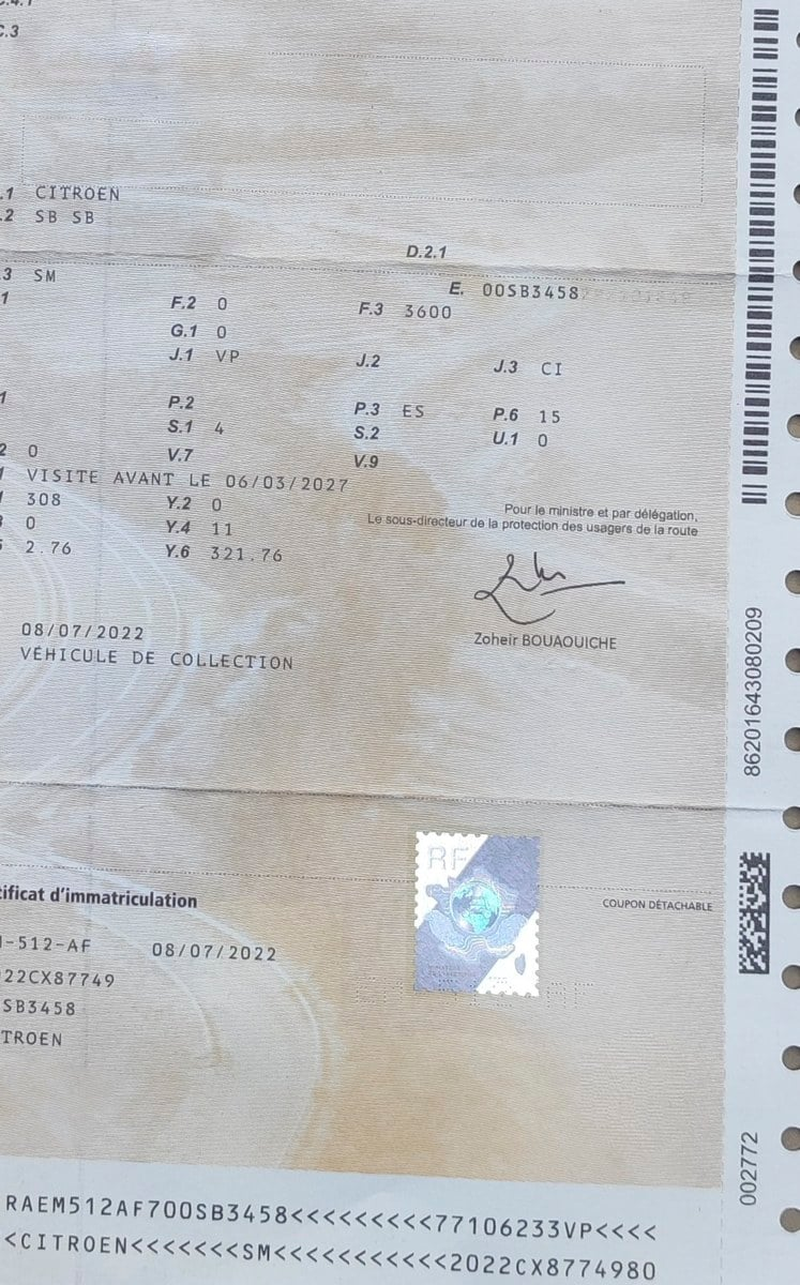 C.4.1
C.3
.1 CITROEN
.2 SB SB
D.2.1
.3 SM
E. 00SB3458
1 F.2 0 F.3 3600
G.1 0
J.1 VP J.2 J.3 CI
1 P.2 P.3 ES P.6 15
S.1 4 S.2 U.1 0
2 0 V.7 V.9
VISITE AVANT LE 06/03/2027
308 Y.2 0
0 Y.4 11
2.76 Y.6 321.76
Pour le ministre et par délégation,
Le sous-directeur de la protection des usagers de la route
Zoheir BOUAOUICHE
08/07/2022
VÉHICULE DE COLLECTION
86201643080209
RF
tificat d'immatriculation
COUPON DÉTACHABLE
-512-AF 08/07/2022
22CX87749
SB3458
TROEN
002772
RAEM512AF700SB3458<<<<<<<<<77106233VP<<<<
<CITROEN<<<<<<<SM<<<<<<<<<<<2022CX8774980